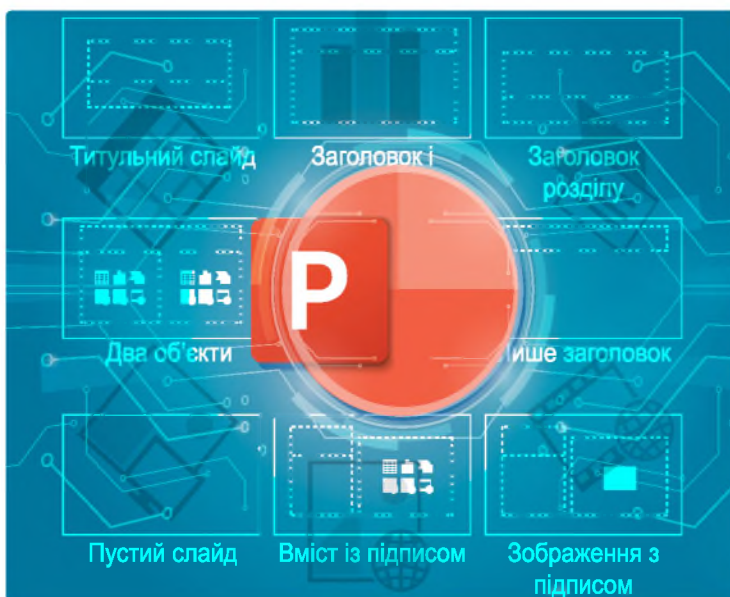 Титульний слайд
Заголовок і
Заголовок
розділу
P
Два об'єкти
Лише заголовок
Пустий слайд
Вміст із підписом
Зображення з
підписом